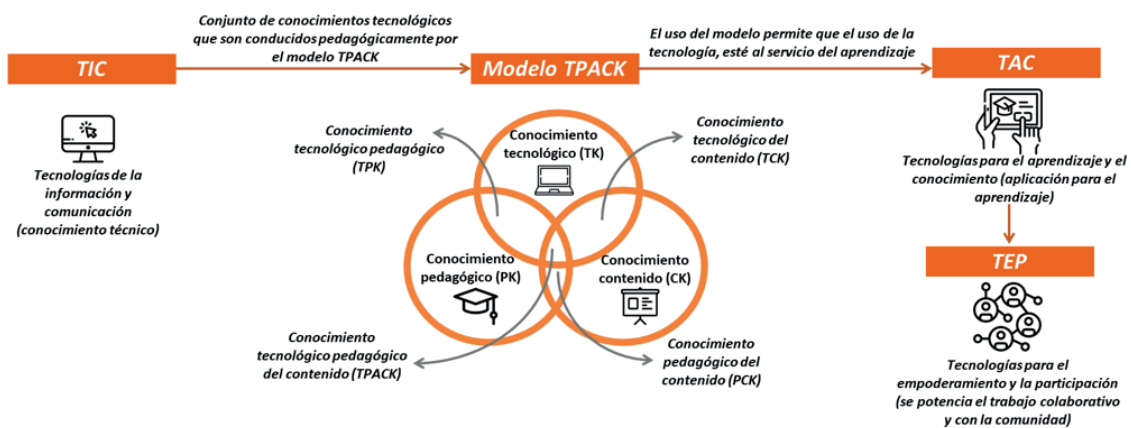 Conjunto de conocimientos tecnológicos
que son conducidos pedagógicamente por
el modelo TPACK
El uso del modelo permite que el uso de la
tecnología, esté al servicio del aprendizaje
TIC
Modelo TPACK
TAC
Tecnologías de la
información y
comunicación
(conocimiento técnico)
Conocimiento
tecnológico pedagógico
(TPK)
Conocimiento
tecnológico (TK)
Conocimiento
tecnológico del
contenido (TCK)
Tecnologías para el aprendizaje y el
conocimiento (aplicación para el
aprendizaje)
Conocimiento
pedagógico (PK)
Conocimiento
contenido (CK)
TEP
Conocimiento
tecnológico pedagógico
del contenido (TPACK)
Conocimiento
pedagógico del
contenido (PCK)
Tecnologías para el
empoderamiento y la participación
(se potencia el trabajo colaborativo
y con la comunidad)